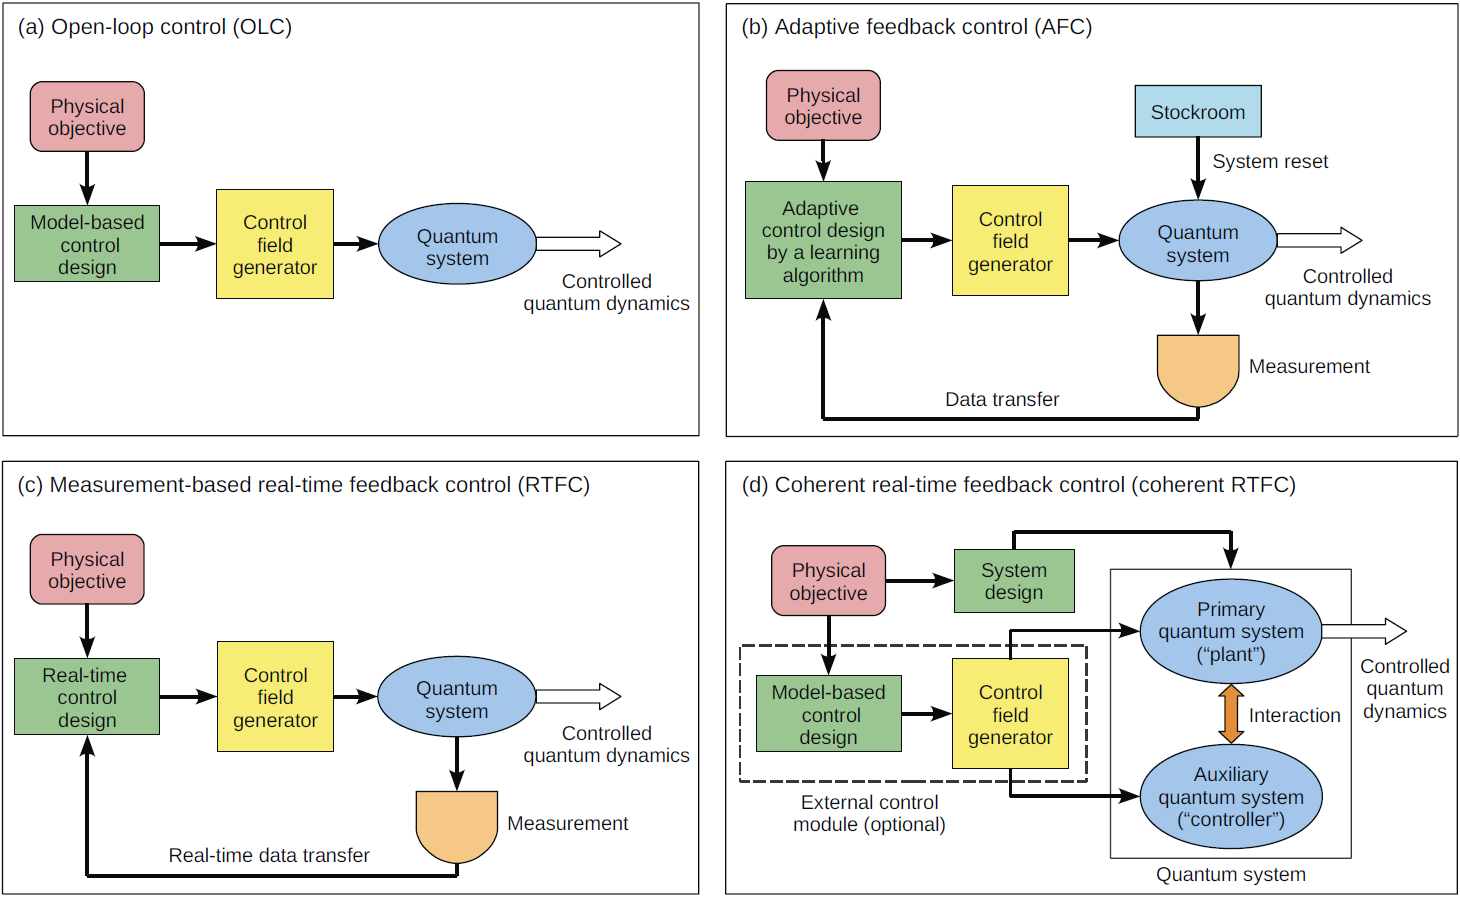 (a) Open-loop control (OLC)
Physical
objective
Model-based
control
design
Control
field
generator
Quantum
system
Controlled
quantum dynamics
(b) Adaptive feedback control (AFC)
Physical
objective
Stockroom
System reset
Adaptive
control design
by a learning
algorithm
Control
field
generator
Quantum
system
Controlled
quantum dynamics
Measurement
Data transfer
(c) Measurement-based real-time feedback control (RTFC)
Physical
objective
Real-time
control
design
Control
field
generator
Quantum
system
Controlled
quantum dynamics
Measurement
Real-time data transfer
(d) Coherent real-time feedback control (coherent RTFC)
Physical
objective
System
design
Primary
quantum system
(“plant”)
Controlled
quantum
dynamics
Model-based
control
design
Control
field
generator
Interaction
Auxiliary
quantum system
(“controller”)
External control
module (optional)
Quantum system